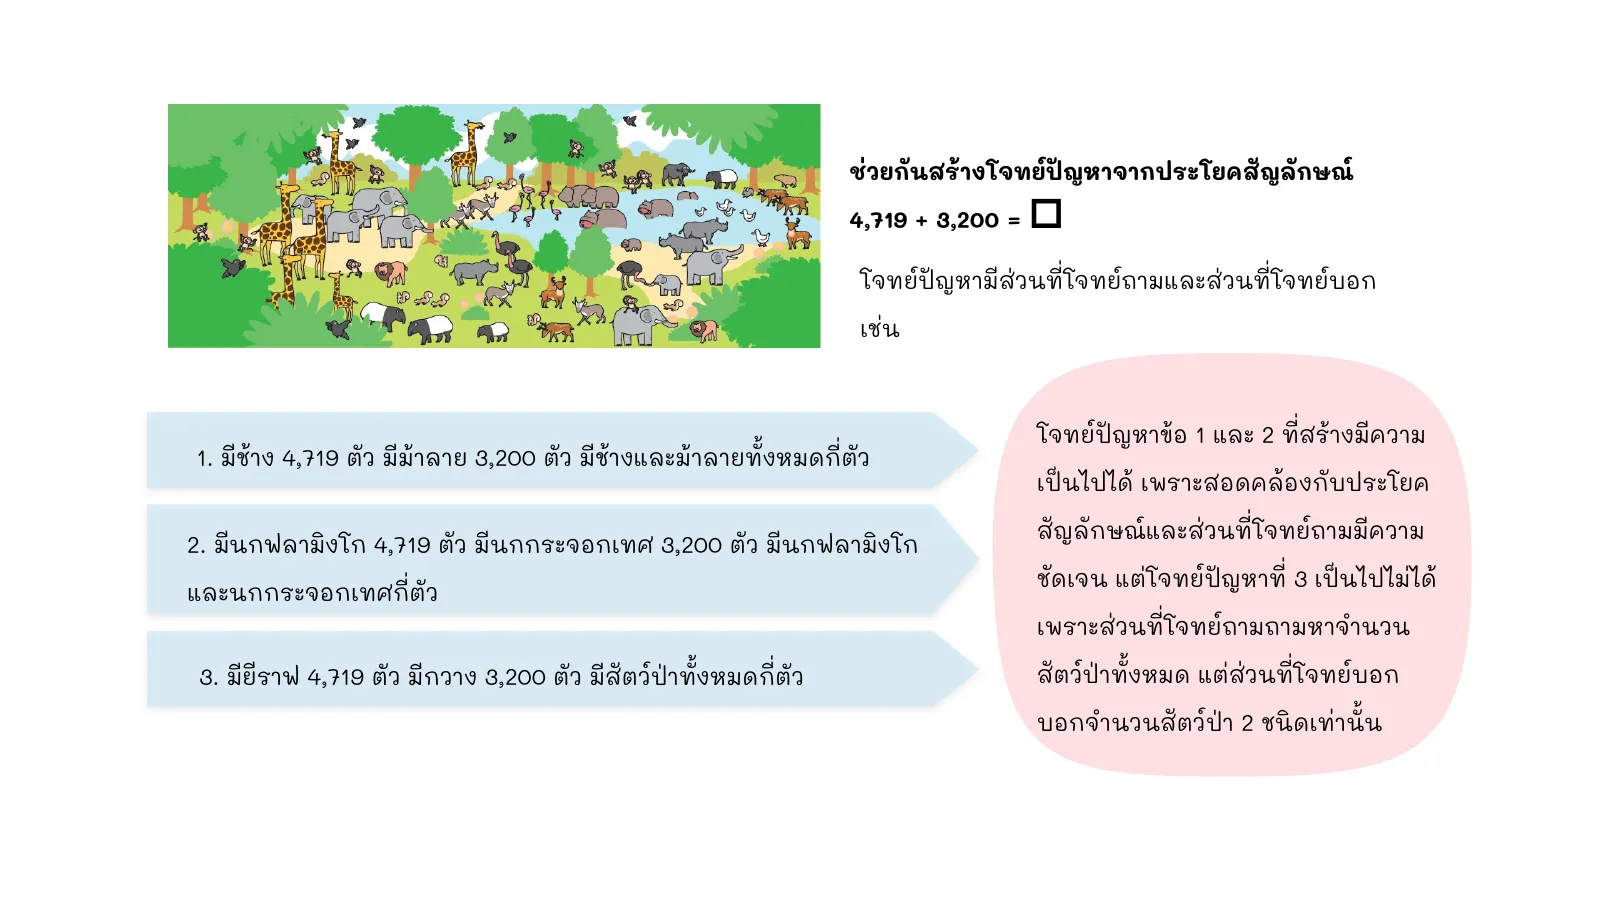 ช่วยกันสร้างโจทย์ปัญหาจากประโยคสัญลักษณ์
4,719 + 3,200 = □
โจทย์ปัญหามีส่วนที่โจทย์ถามและส่วนที่โจทย์บอก
เช่น
1. มีช้าง 4,719 ตัว มีม้าลาย 3,200 ตัว มีช้างและม้าลายทั้งหมดกี่ตัว
2. มีนกฟลามิงโก 4,719 ตัว มีนกกระจอกเทศ 3,200 ตัว มีนกฟลามิงโก
และนกกระจอกเทศกี่ตัว
3. มียีราฟ 4,719 ตัว มีกวาง 3,200 ตัว มีสัตว์ป่าทั้งหมดกี่ตัว
โจทย์ปัญหาข้อ 1 และ 2 ที่สร้างมีความ
เป็นไปได้ เพราะสอดคล้องกับประโยค
สัญลักษณ์และส่วนที่โจทย์ถามมีความ
ชัดเจน แต่โจทย์ปัญหาที่ 3 เป็นไปไม่ได้
เพราะส่วนที่โจทย์ถามถามหาจำนวน
สัตว์ป่าทั้งหมด แต่ส่วนที่โจทย์บอก
บอกจำนวนสัตว์ป่า 2 ชนิดเท่านั้น